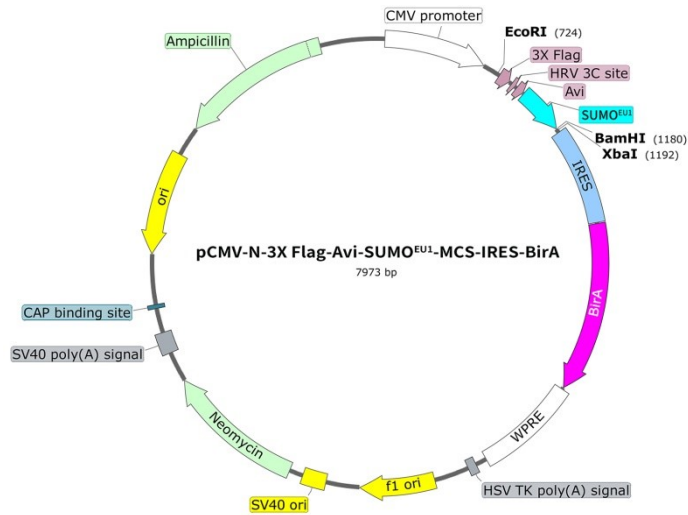 CMV promoter
EcoRI (724)
3X Flag
HRV 3C site
Avi
SUMOᴱᵁ¹
BamHI (1180)
XbaI (1192)
IRES
BirA
WPRE
HSV TK poly(A) signal
f1 ori
SV40 ori
Neomycin
SV40 poly(A) signal
CAP binding site
ori
Ampicillin
pCMV-N-3X Flag-Avi-SUMOᴱᵁ¹-MCS-IRES-BirA
7973 bp